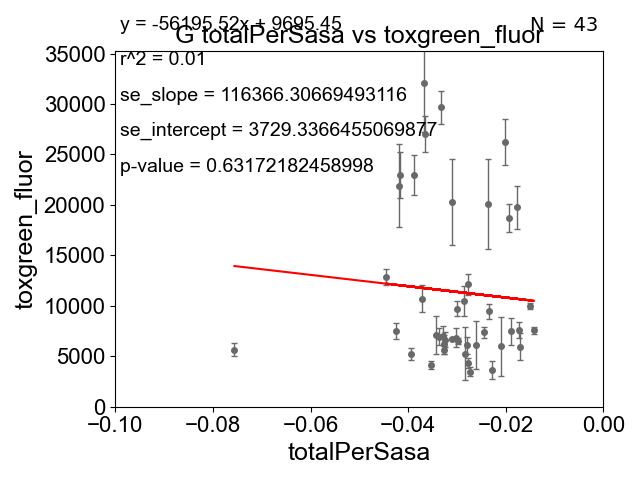 y = -56195.52x + 9695.45
N = 43
G totalPerSasa vs toxgreen_fluor
r^2 = 0.01
se_slope = 116366.30669493116
se_intercept = 3729.3366455069877
p-value = 0.63172182458998
toxgreen_fluor
35000
30000
25000
20000
15000
10000
5000
0
−0.10 −0.08 −0.06 −0.04 −0.02 0.00
totalPerSasa